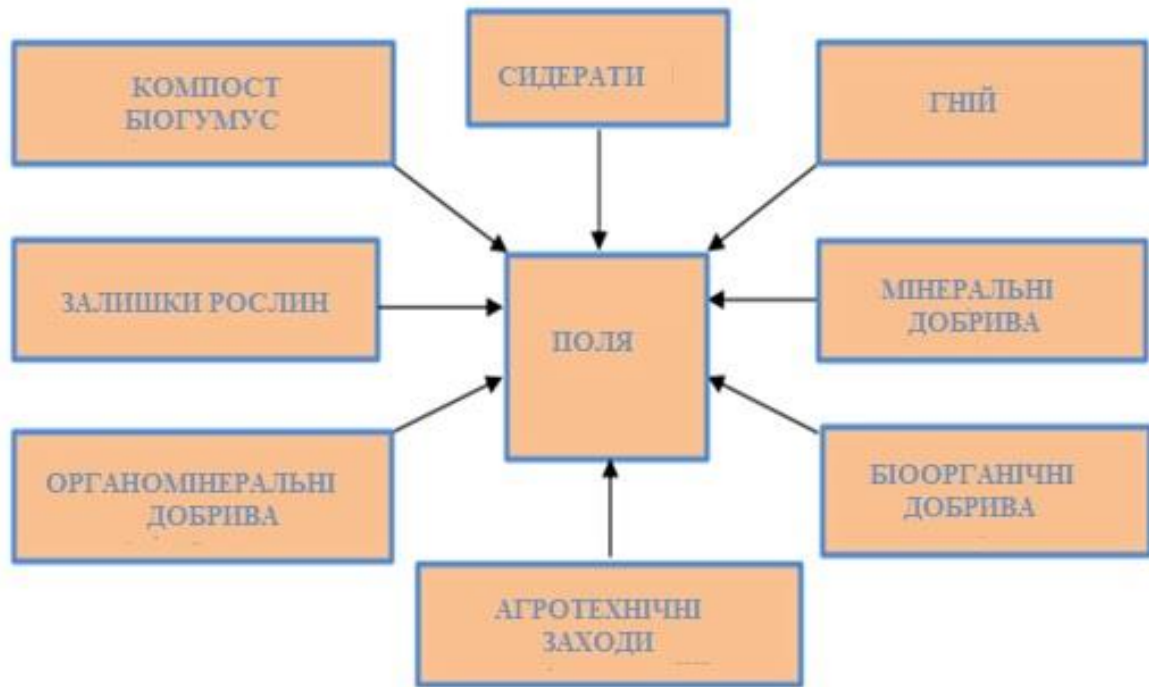 КОМПОСТ
БІОГУМУС
СИДЕРАТИ
ГНІЙ
ЗАЛИШКИ РОСЛИН
ПОЛЯ
МІНЕРАЛЬНІ
ДОБРИВА
ОРГАНОМІНЕРАЛЬНІ
ДОБРИВА
БІООРГАНІЧНІ
ДОБРИВА
АГРОТЕХНІЧНІ
ЗАХОДИ